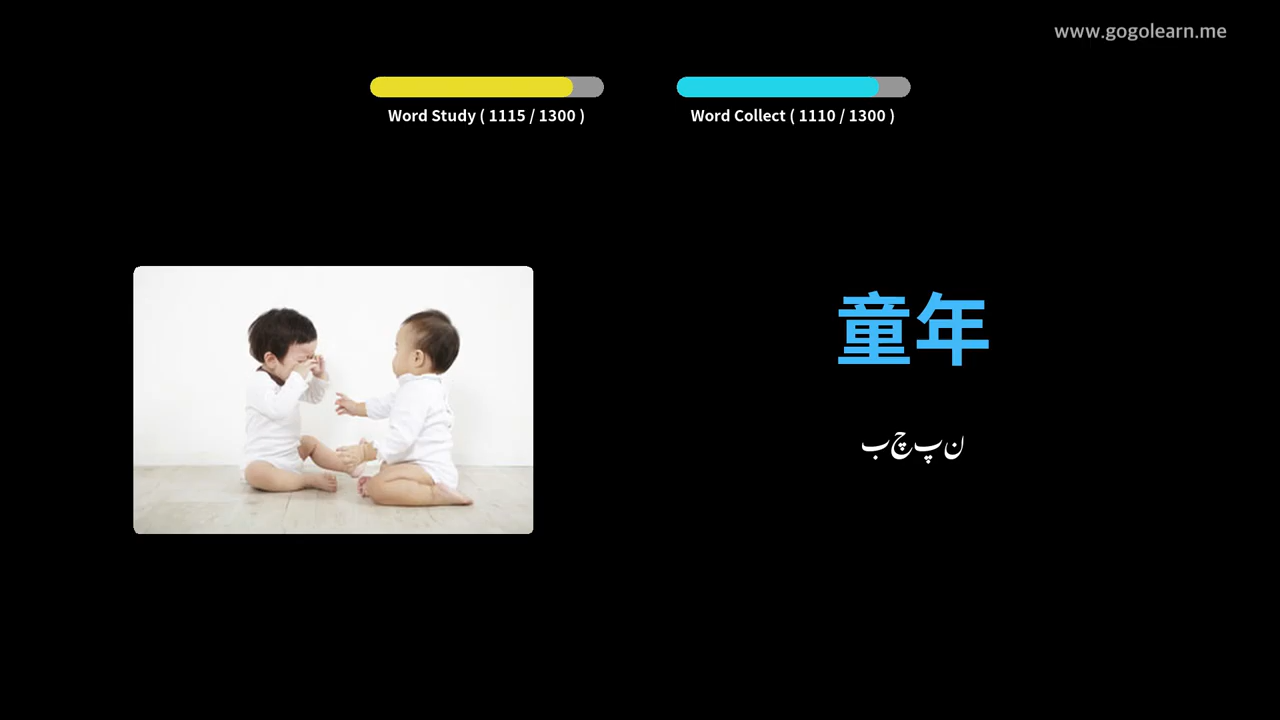 www.gogolearn.me
Word Study ( 1115 / 1300 )
Word Collect ( 1110 / 1300 )
童年
ن پ چ ب